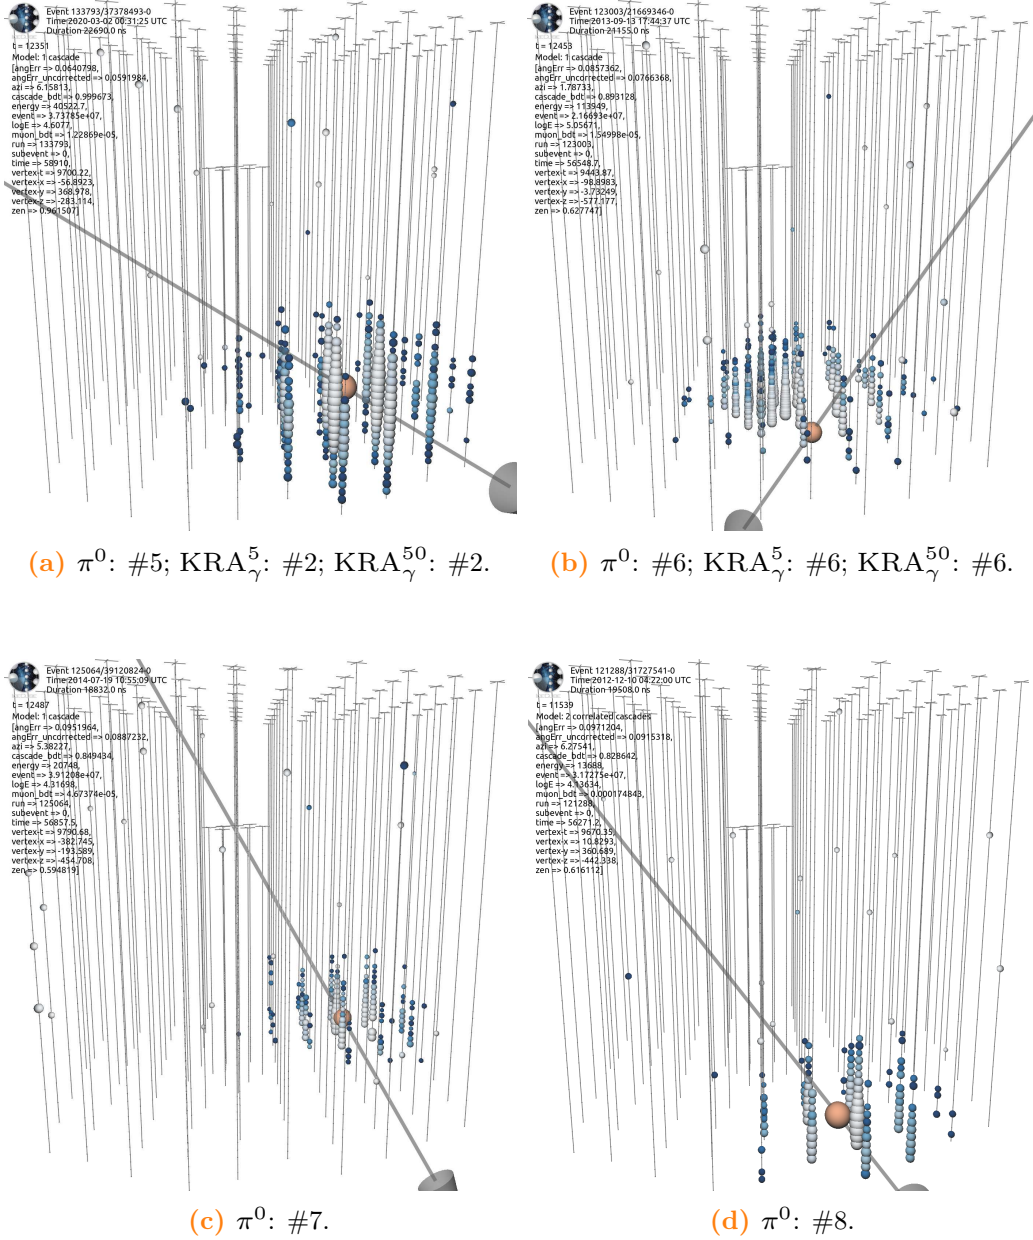 Event 133793/37378493-0
Time 2020-03-02 00:31:25 UTC
Duration 22690.0 ns
t = 12351
Model: 1 cascade
[angErr => 0.0640798,
angErr_uncorrected => 0.0591984,
azi => 6.15813,
cascade_bdt => 0.999673,
energy => 40522.7,
event => 3.73785e+07,
logE => 4.6077,
muon_bdt => 1.22869e-05,
run => 133793,
subevent => 0,
time => 58910,
vertex-t => 9700.22,
vertex-x => -56.8923,
vertex-y => 368.978,
vertex-z => -283.114,
zen => 0.961507]
(a) π⁰: #5; KRAγ⁵: #2; KRAγ⁵⁰: #2.
Event 123003/21669346-0
Time 2013-09-13 17:44:37 UTC
Duration 21155.0 ns
t = 12453
Model: 1 cascade
[angErr => 0.0857362,
angErr_uncorrected => 0.0766368,
azi => 1.78733,
cascade_bdt => 0.893128,
energy => 113949,
event => 2.16693e+07,
logE => 5.05671,
muon_bdt => 1.54998e-05,
run => 123003,
subevent => 0,
time => 56548.7,
vertex-t => 9443.87,
vertex-x => -98.8983,
vertex-y => -3.73249,
vertex-z => -577.177,
zen => 0.627747]
(b) π⁰: #6; KRAγ⁵: #6; KRAγ⁵⁰: #6.
Event 125064/39120824-0
Time 2014-07-19 10:55:09 UTC
Duration 18832.0 ns
t = 12487
Model: 1 cascade
[angErr => 0.0951964,
angErr_uncorrected => 0.0887232,
azi => 5.38227,
cascade_bdt => 0.849434,
energy => 20748,
event => 3.91208e+07,
logE => 4.31698,
muon_bdt => 4.67374e-05,
run => 125064,
subevent => 0,
time => 56857.5,
vertex-t => 9790.68,
vertex-x => -382.745,
vertex-y => -193.589,
vertex-z => -454.708,
zen => 0.594819]
(c) π⁰: #7.
Event 121288/31727541-0
Time 2012-12-10 04:22:00 UTC
Duration 19508.0 ns
t = 11539
Model: 2 correlated cascades
[angErr => 0.0971204,
angErr_uncorrected => 0.0915318,
azi => 6.27541,
cascade_bdt => 0.828642,
energy => 13688,
event => 3.17275e+07,
logE => 4.13634,
muon_bdt => 0.000174843,
run => 121288,
subevent => 0,
time => 56271.2,
vertex-t => 9670.35,
vertex-x => 10.8293,
vertex-y => 360.689,
vertex-z => -442.338,
zen => 0.616112]
(d) π⁰: #8.